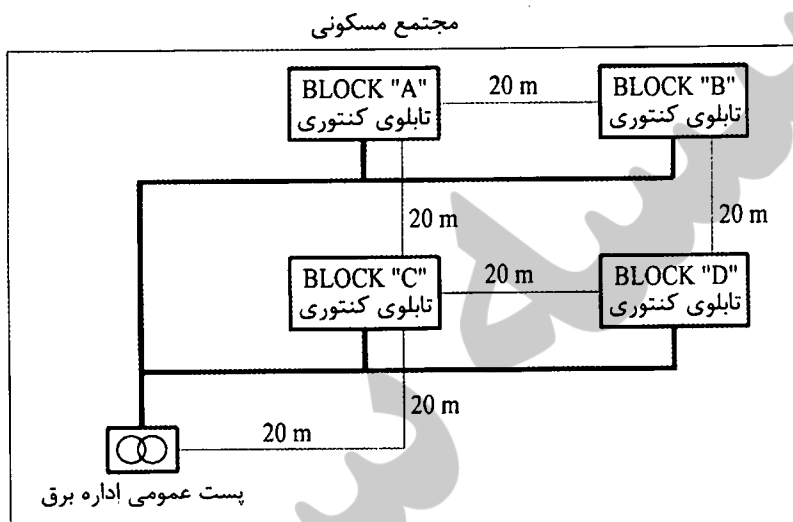 مجتمع مسکونی
BLOCK "A"
تابلوی کنتوری
20 m
BLOCK "B"
تابلوی کنتوری
20 m
20 m
BLOCK "C"
تابلوی کنتوری
20 m
BLOCK "D"
تابلوی کنتوری
20 m
20 m
پست عمومی اداره برق